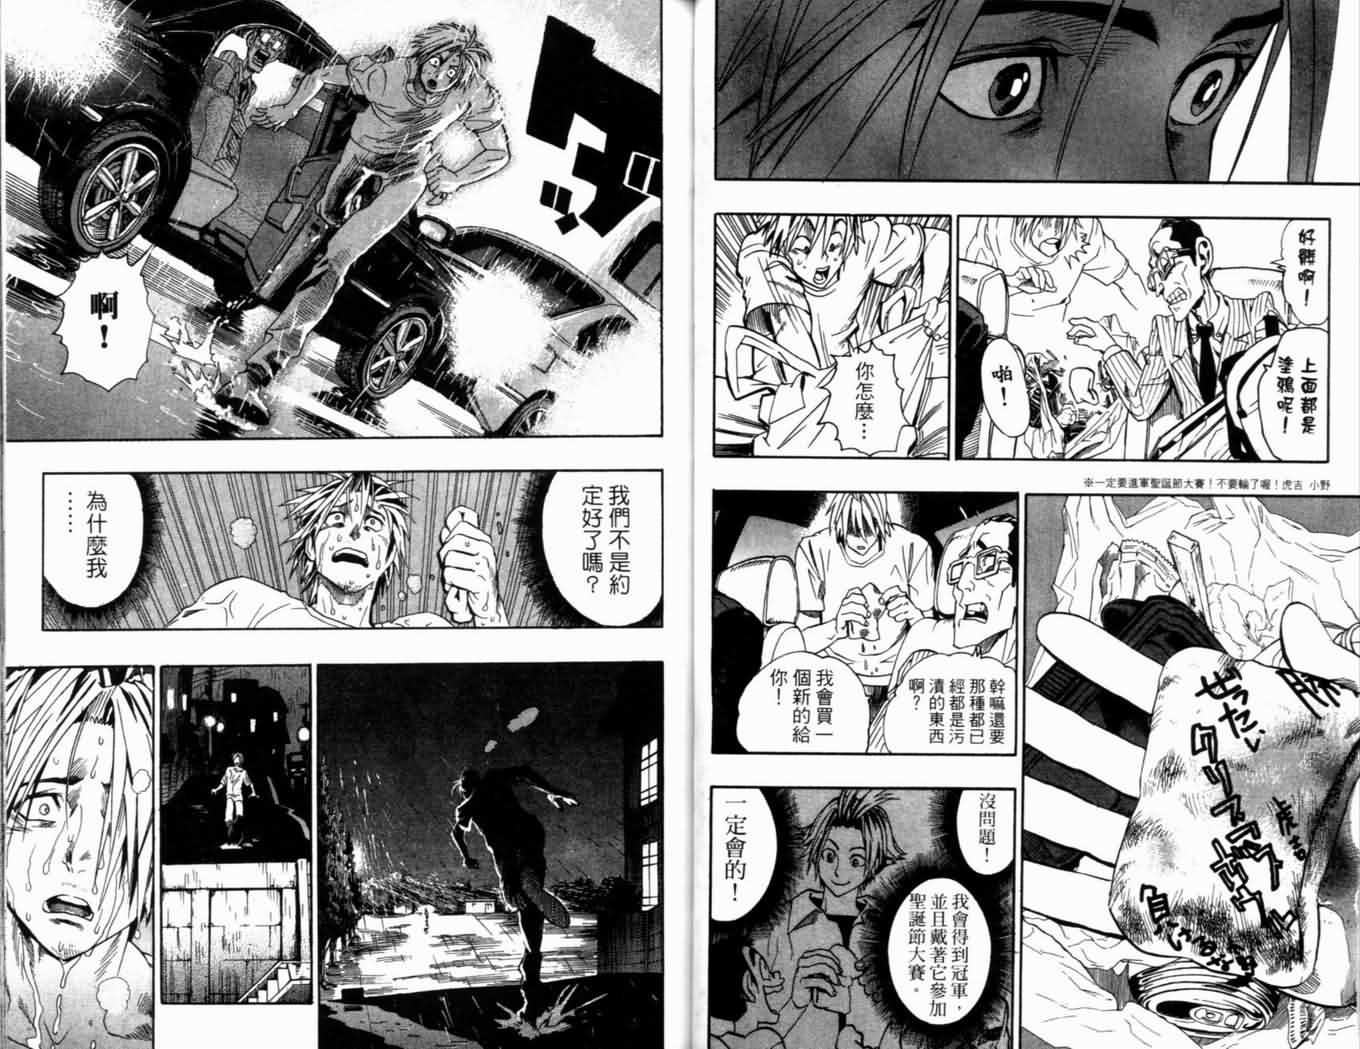 好髒啊！
上面都是
塗鴉呢！
啪！
你怎麼…
※一定要進軍聖誕節大賽！不要輸了喔！虎吉 小野
ぜったい
クリスマスボウル
虎吉
負けるな
勝
幹嘛還要
那種都已
經都是污
漬的東西
啊？
我會買一
個新的給
你！
沒問題！
我會得到冠軍，
並且戴著它參加
聖誕節大賽。
一定會的！
啊！
我們不是約
定好了嗎？
為什麼我
……